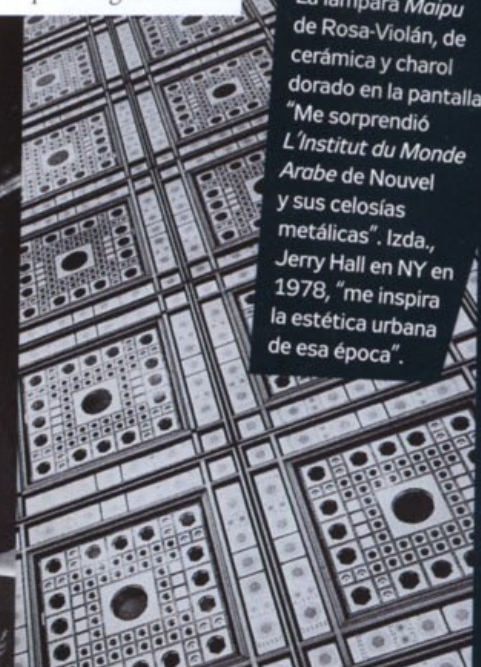 La lámpara Maipu
de Rosa-Violán, de
cerámica y charol
dorado en la pantalla
"Me sorprendió
L'Institut du Monde
Arabe de Nouvel
y sus celosías
metálicas". Izda.,
Jerry Hall en NY en
1978, "me inspira
la estética urbana
de esa época".